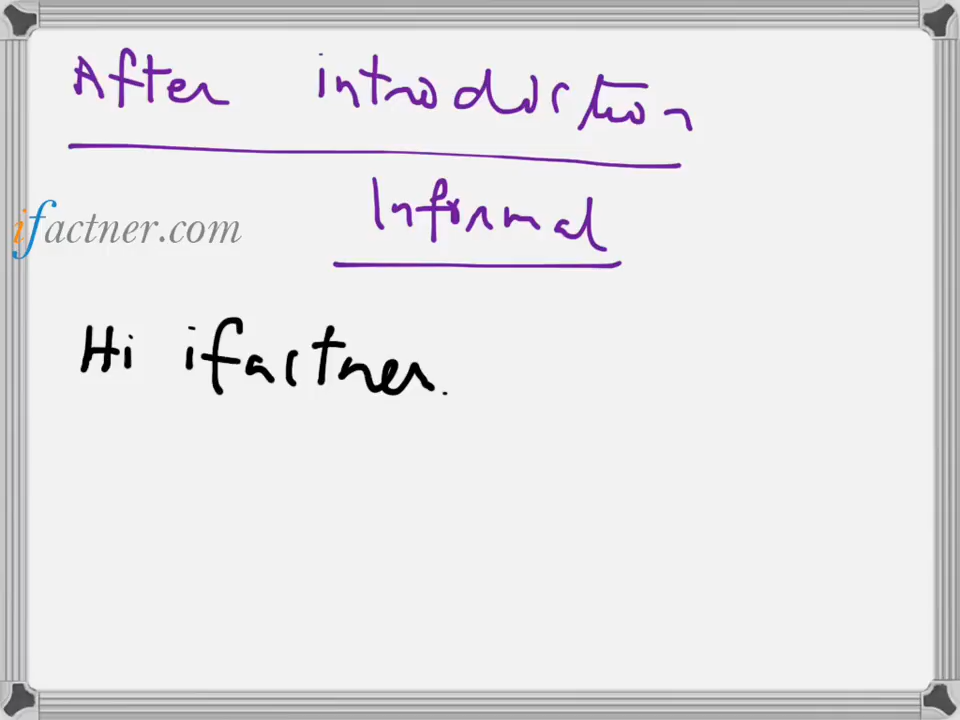 After introduction
Informal
ifactner.com
Hi ifactner.